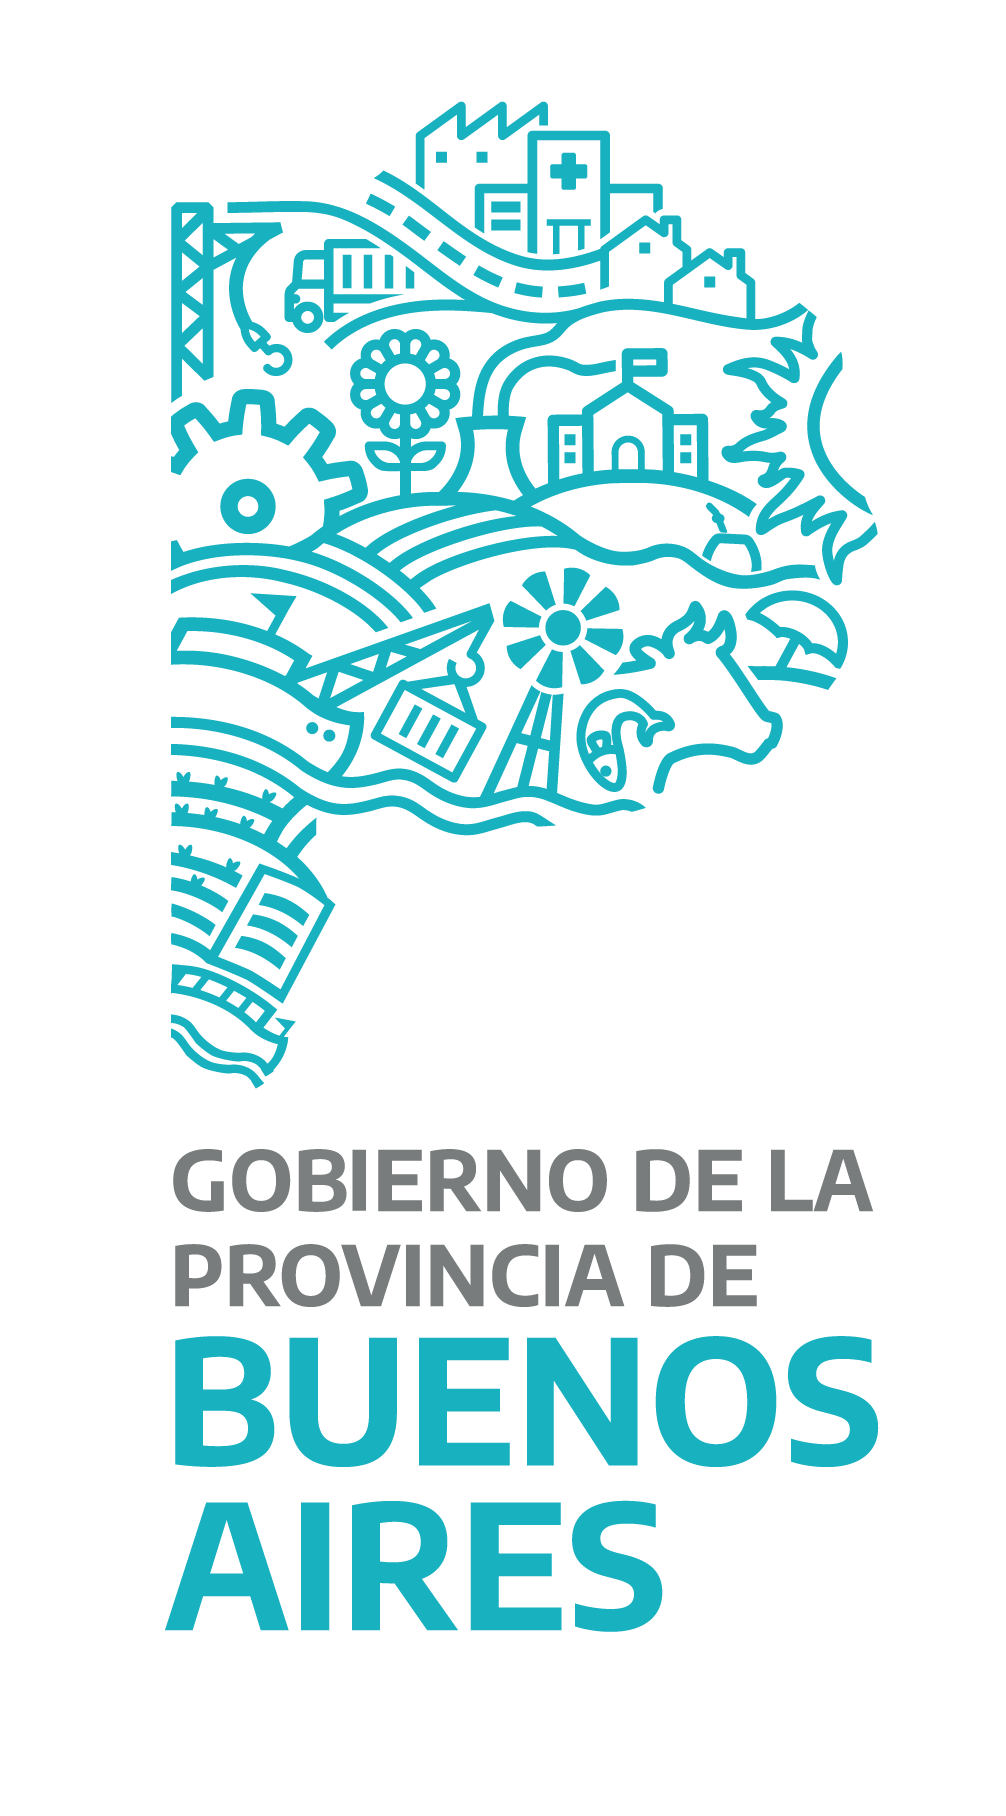 GOBIERNO DE LA
PROVINCIA DE
BUENOS
AIRES